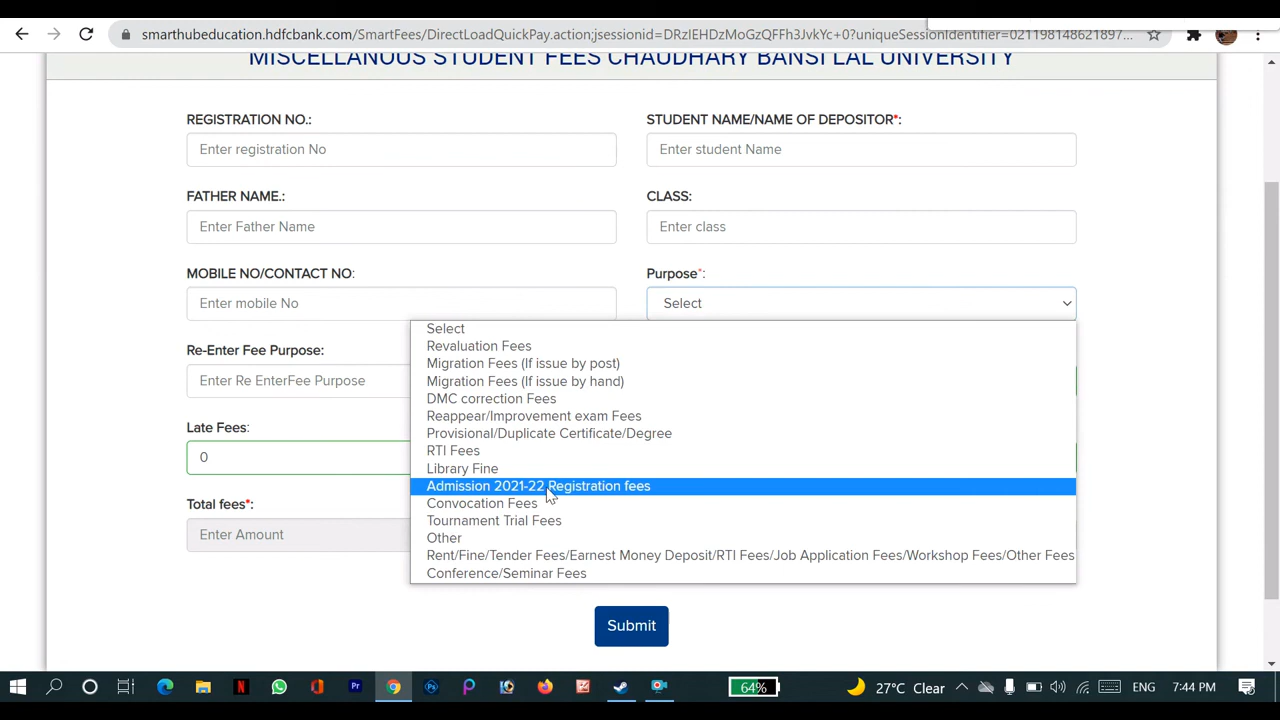 smarthubeducation.hdfcbank.com/SmartFees/DirectLoadQuickPay.action;jsessionid=DRzIEHDzMoGzQFFh3JvkYc+0?uniqueSessionIdentifier=0211981486218​97...
MISCELLANOUS STUDENT FEES CHAUDHARY BANSI LAL UNIVERSITY
REGISTRATION NO.: STUDENT NAME/NAME OF DEPOSITOR*:
Enter registration No Enter student Name
FATHER NAME.: CLASS:
Enter Father Name Enter class
MOBILE NO/CONTACT NO: Purpose*:
Enter mobile No Select
Select
Revaluation Fees
Re-Enter Fee Purpose:
Migration Fees (If issue by post)
Enter Re EnterFee Purpose
Migration Fees (If issue by hand)
DMC correction Fees
Reappear/Improvement exam Fees
Late Fees:
Provisional/Duplicate Certificate/Degree
0
RTI Fees
Library Fine
Admission 2021-22 Registration fees
Total fees*:
Convocation Fees
Tournament Trial Fees
Enter Amount
Other
Rent/Fine/Tender Fees/Earnest Money Deposit/RTI Fees/Job Application Fees/Workshop Fees/Other Fees
Conference/Seminar Fees
Submit
64% 27°C Clear ENG 7:44 PM